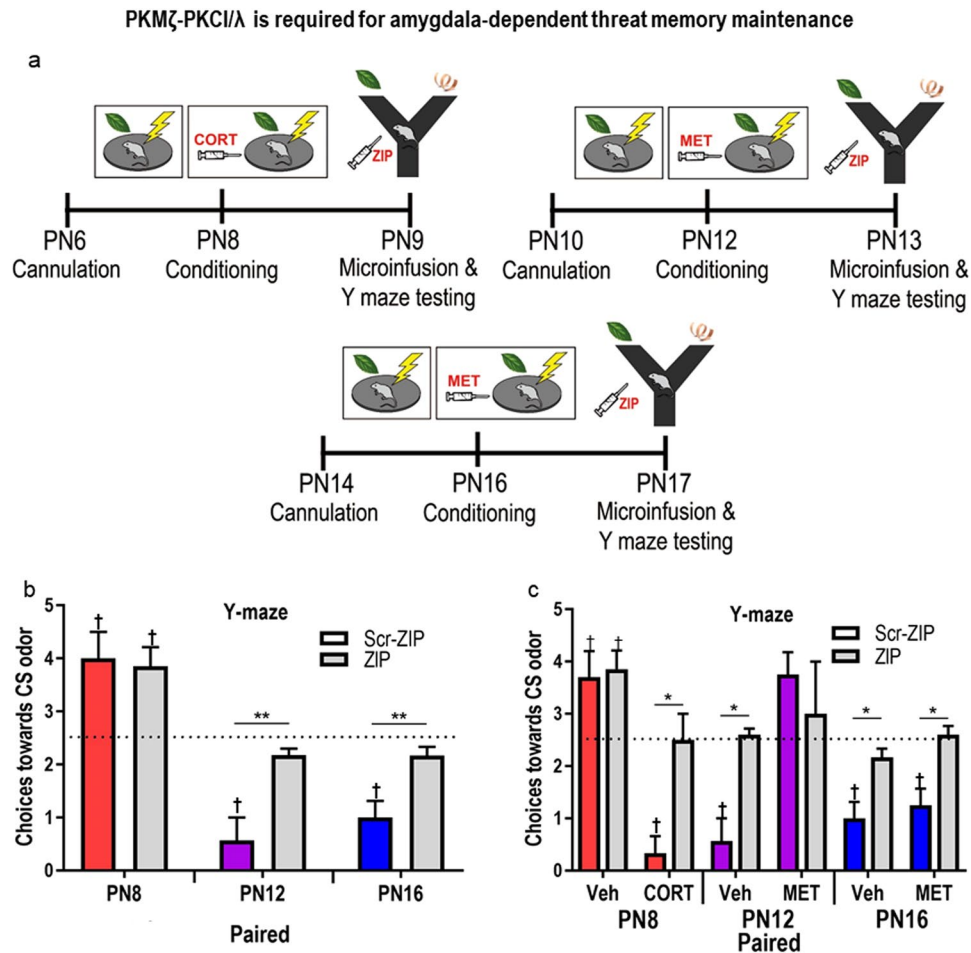 PKMζ-PKCI/λ is required for amygdala-dependent threat memory maintenance
a
CORT
ZIP
PN6
Cannulation
PN8
Conditioning
PN9
Microinfusion &
Y maze testing
MET
ZIP
PN10
Cannulation
PN12
Conditioning
PN13
Microinfusion &
Y maze testing
MET
ZIP
PN14
Cannulation
PN16
Conditioning
PN17
Microinfusion &
Y maze testing
b
Y-maze
Scr-ZIP
ZIP
Choices towards CS odor
5
4
3
2
1
0
† † † †
** **
PN8 PN12 PN16
Paired
c
Y-maze
Scr-ZIP
ZIP
Choices towards CS odor
5
4
3
2
1
0
‡ ‡ ‡ ‡ ‡ ‡
* * * *
Veh CORT Veh MET Veh MET
PN8 PN12 PN16
Paired